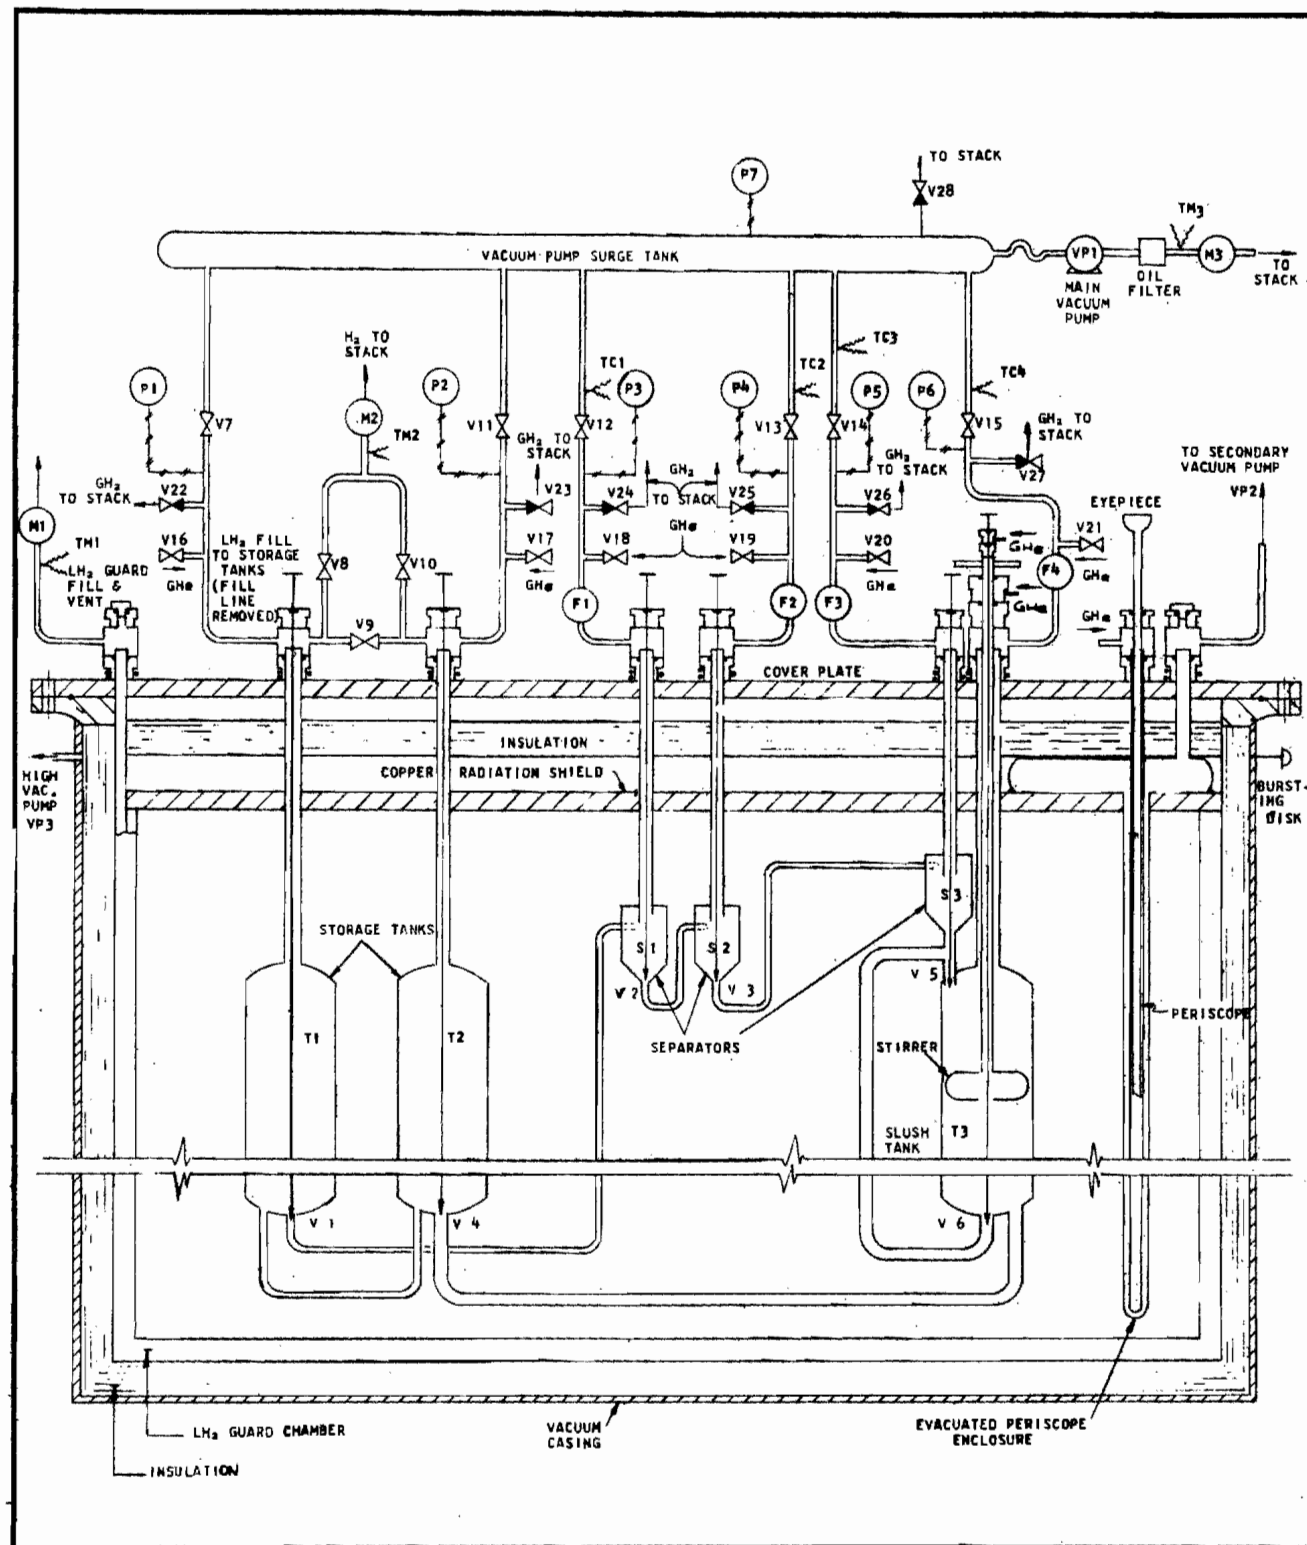 TO STACK
P7
V28
TM3
VACUUM PUMP SURGE TANK
VP1
M3
MAIN
VACUUM
PUMP
OIL
FILTER
TO
STACK
H₂ TO
STACK
TC3
TC1
TC2
TC4
P1
P2
P3
P4
P5
P6
M2
V7
V11
V12
V13
V14
V15
TM2
GH₂ TO
STACK
GH₂
TO STACK
GH₂ TO
STACK
GH₂ TO
STACK
V27
TO SECONDARY
VACUUM PUMP
VP2
GH₂
TO STACK
V22
V23
V24
V25
V26
EYEPIECE
M1
TM1
V16
GHe
LH₂ FILL
TO STORAGE
TANKS
(FILL
LINE
REMOVED)
V8
V10
V17
GHe
GHe
V18
V19
V20
GHe
GHe
V21
GHe
LH₂ GUARD
FILL &
VENT
V9
F1
F2
F3
F4
GHe
GHe
COVER PLATE
INSULATION
COPPER RADIATION SHIELD
HIGH
VAC.
PUMP
VP3
BURST-
ING
DISK
S1
S2
S3
STORAGE TANKS
V 2
V 3
V 5
T1
T2
SEPARATORS
STIRRER
PERISCOPE
SLUSH
TANK
T3
V 1
V 4
V 6
LH₂ GUARD CHAMBER
INSULATION
VACUUM
CASING
EVACUATED PERISCOPE
ENCLOSURE